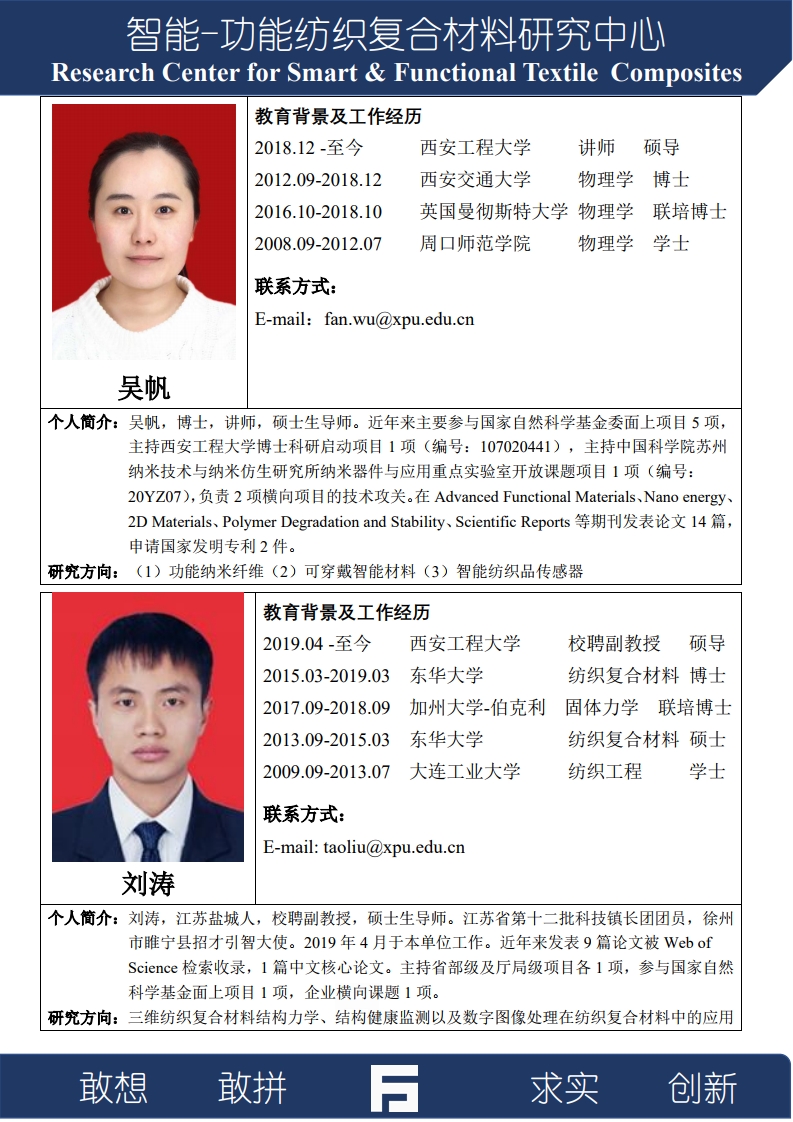 智能-功能纺织复合材料研究中心
Research Center for Smart & Functional Textile Composites
教育背景及工作经历
2018.12 -至今 西安工程大学 讲师 硕导
2012.09-2018.12 西安交通大学 物理学 博士
2016.10-2018.10 英国曼彻斯特大学 物理学 联培博士
2008.09-2012.07 周口师范学院 物理学 学士
联系方式：
E-mail：fan.wu@xpu.edu.cn
吴帆
个人简介：吴帆，博士，讲师，硕士生导师。近年来主要参与国家自然科学基金委面上项目 5 项，
主持西安工程大学博士科研启动项目 1 项（编号：107020441），主持中国科学院苏州
纳米技术与纳米仿生研究所纳米器件与应用重点实验室开放课题项目 1 项（编号：
20YZ07），负责 2 项横向项目的技术攻关。在 Advanced Functional Materials、Nano energy、
2D Materials、Polymer Degradation and Stability、Scientific Reports 等期刊发表论文 14 篇，
申请国家发明专利 2 件。
研究方向：（1）功能纳米纤维（2）可穿戴智能材料（3）智能纺织品传感器
教育背景及工作经历
2019.04 -至今 西安工程大学 校聘副教授 硕导
2015.03-2019.03 东华大学 纺织复合材料 博士
2017.09-2018.09 加州大学-伯克利 固体力学 联培博士
2013.09-2015.03 东华大学 纺织复合材料 硕士
2009.09-2013.07 大连工业大学 纺织工程 学士
联系方式：
E-mail: taoliu@xpu.edu.cn
刘涛
个人简介：刘涛，江苏盐城人，校聘副教授，硕士生导师。江苏省第十二批科技镇长团团员，徐州
市睢宁县招才引智大使。2019 年 4 月于本单位工作。近年来发表 9 篇论文被 Web of
Science 检索收录，1 篇中文核心论文。主持省部级及厅局级项目各 1 项，参与国家自然
科学基金面上项目 1 项，企业横向课题 1 项。
研究方向：三维纺织复合材料结构力学、结构健康监测以及数字图像处理在纺织复合材料中的应用
敢想 敢拼 求实 创新